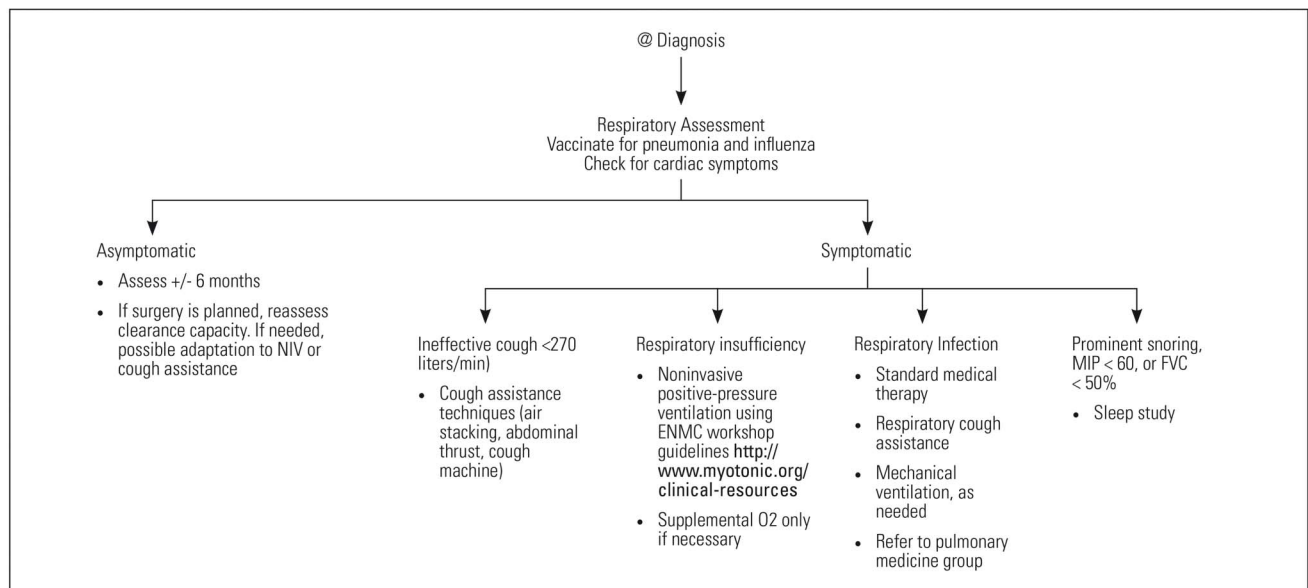 @ Diagnosis
Respiratory Assessment
Vaccinate for pneumonia and influenza
Check for cardiac symptoms
Asymptomatic
• Assess +/- 6 months
• If surgery is planned, reassess
clearance capacity. If needed,
possible adaptation to NIV or
cough assistance
Symptomatic
Ineffective cough <270
liters/min)
• Cough assistance
techniques (air
stacking, abdominal
thrust, cough
machine)
Respiratory insufficiency
• Noninvasive
positive-pressure
ventilation using
ENMC workshop
guidelines http://
www.myotonic.org/
clinical-resources
• Supplemental O2 only
if necessary
Respiratory Infection
• Standard medical
therapy
• Respiratory cough
assistance
• Mechanical
ventilation, as
needed
• Refer to pulmonary
medicine group
Prominent snoring,
MIP < 60, or FVC
< 50%
• Sleep study